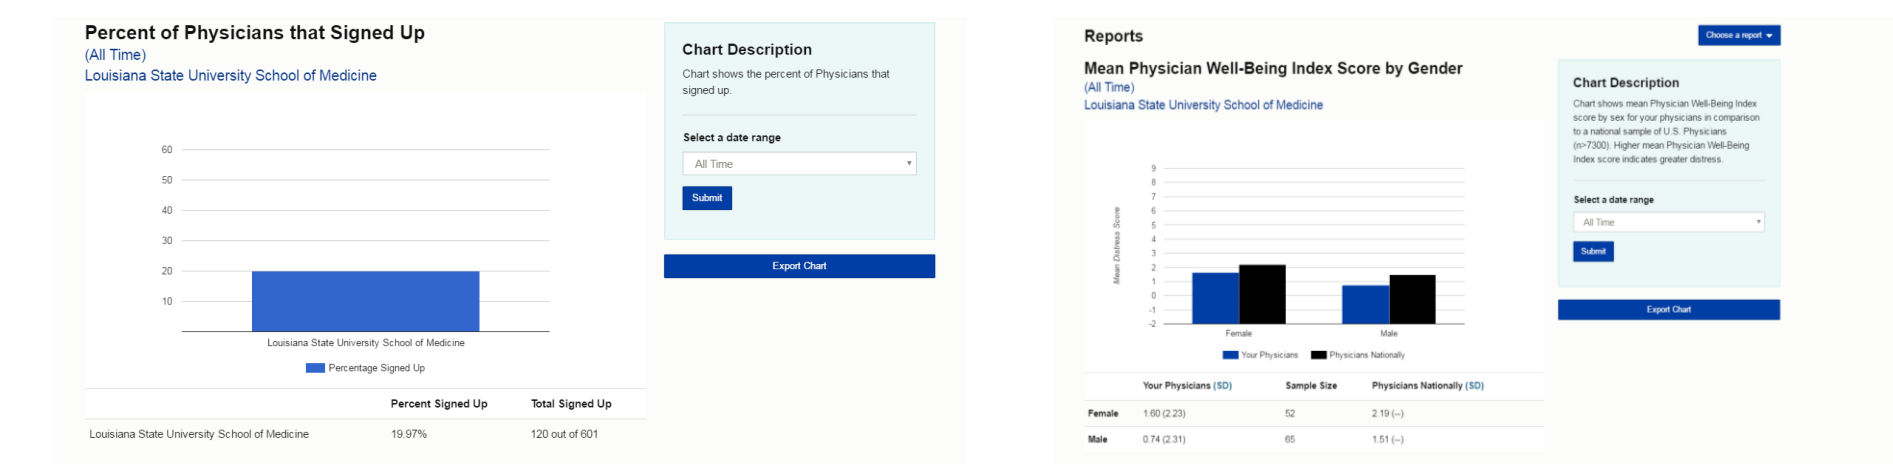 Percent of Physicians that Signed Up
(All Time)
Louisiana State University School of Medicine
60
50
40
30
20
10
Louisiana State University School of Medicine
Percentage Signed Up
Percent Signed Up Total Signed Up
Louisiana State University School of Medicine 19.97% 120 out of 601
Chart Description
Chart shows the percent of Physicians that
signed up.
Select a date range
All Time
Submit
Export Chart
Reports
Choose a report
Mean Physician Well-Being Index Score by Gender
(All Time)
Louisiana State University School of Medicine
Mean Distress Score
9
8
7
6
5
4
3
2
1
0
-1
-2
Female Male
Your Physicians Physicians Nationally
Your Physicians (SD) Sample Size Physicians Nationally (SD)
Female 1.60 (2.23) 52 2.19 (--)
Male 0.74 (2.31) 65 1.51 (--)
Chart Description
Chart shows mean Physician Well-Being Index
score by sex for your physicians in comparison
to a national sample of U.S. Physicians
(n>7300). Higher mean Physician Well-Being
Index score indicates greater distress.
Select a date range
All Time
Submit
Export Chart